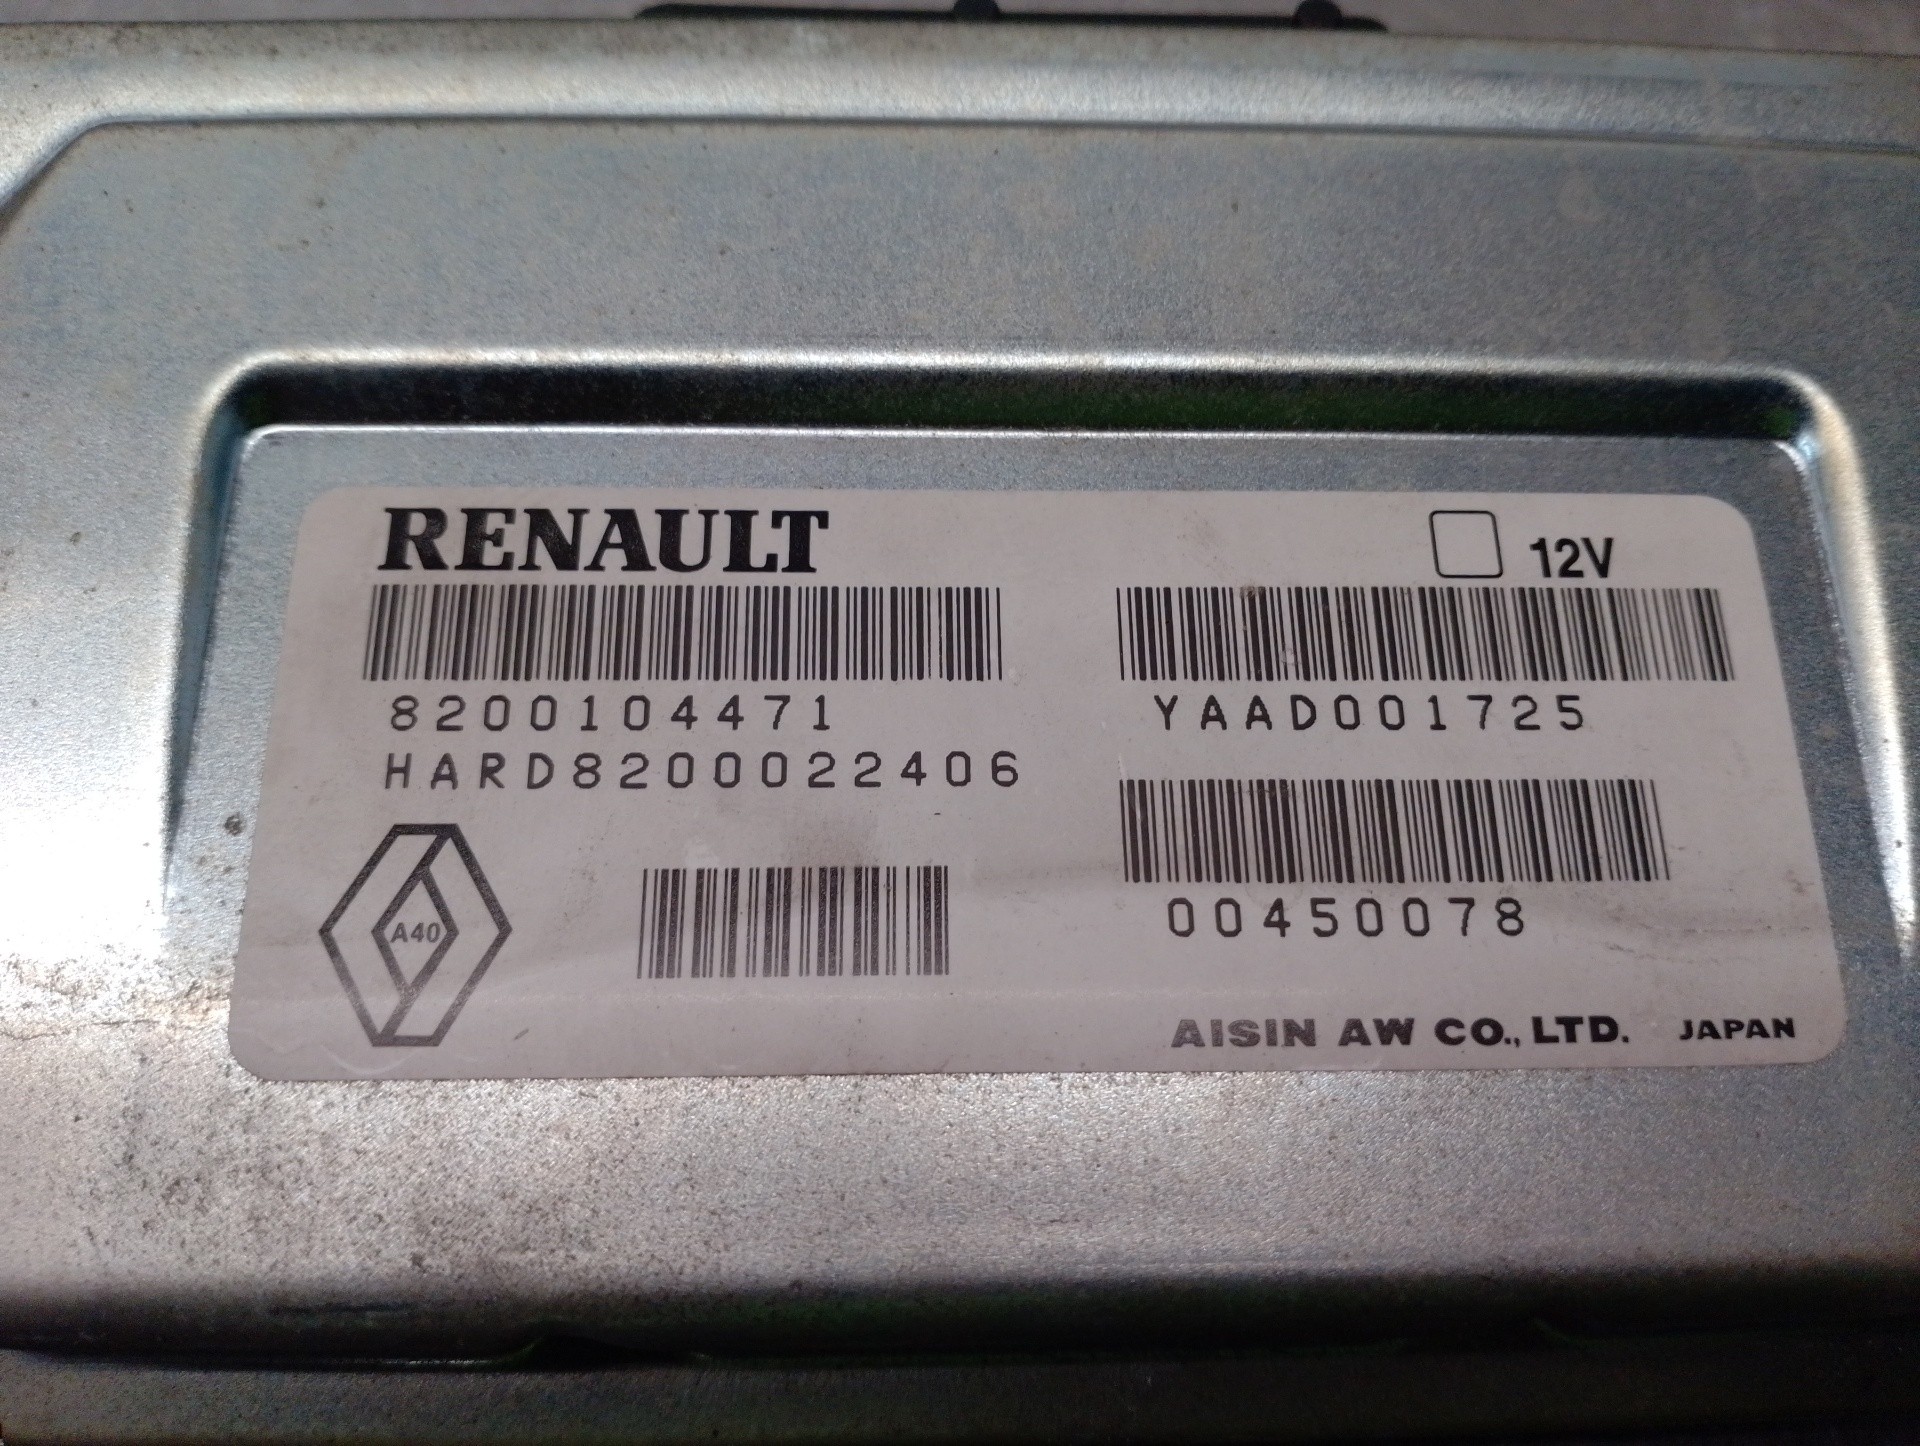 RENAULT
12V
8200104471
YAAD001725
HARD8200022406
A40
00450078
AISIN AW CO., LTD. JAPAN